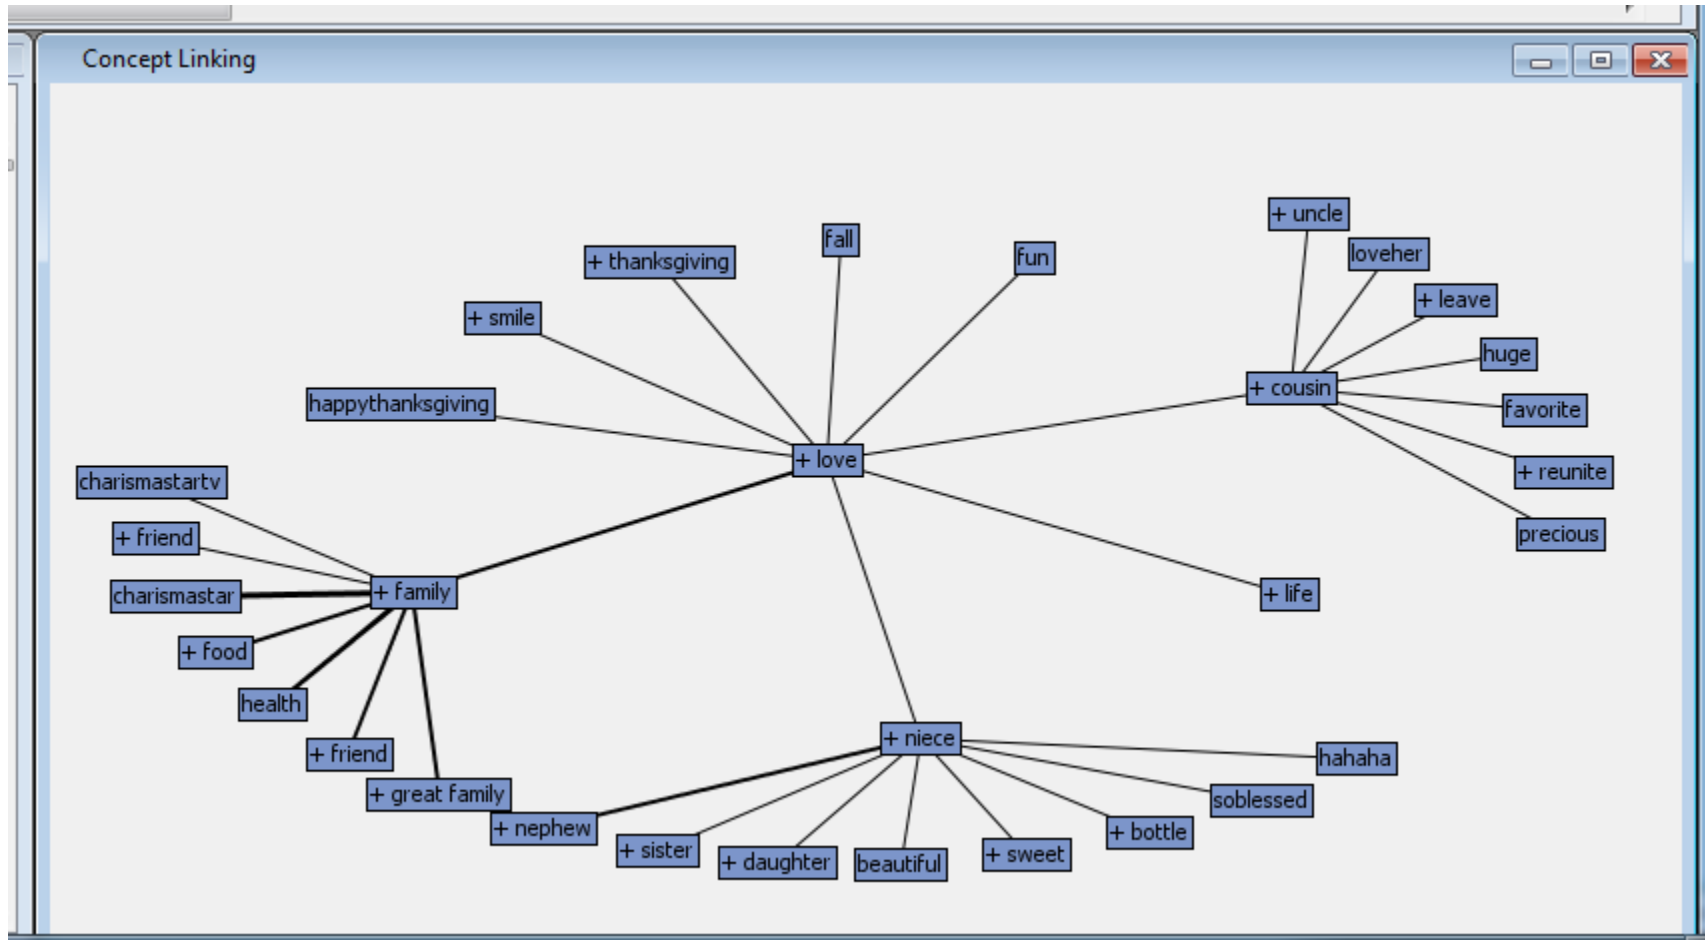 Concept Linking
+ uncle
fall
loveher
fun
+ thanksgiving
+ leave
+ smile
huge
+ cousin
happythanksgiving
favorite
+ love
+ reunite
charismastartv
precious
+ friend
+ family
+ life
charismastar
+ food
health
+ niece
+ friend
hahaha
+ great family
soblessed
+ nephew
+ bottle
+ sister
+ sweet
+ daughter
beautiful